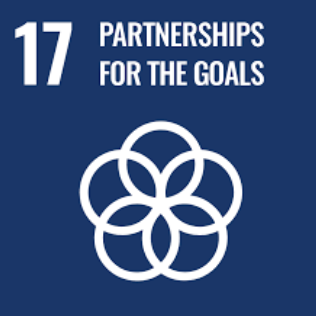 17 PARTNERSHIPS
FOR THE GOALS